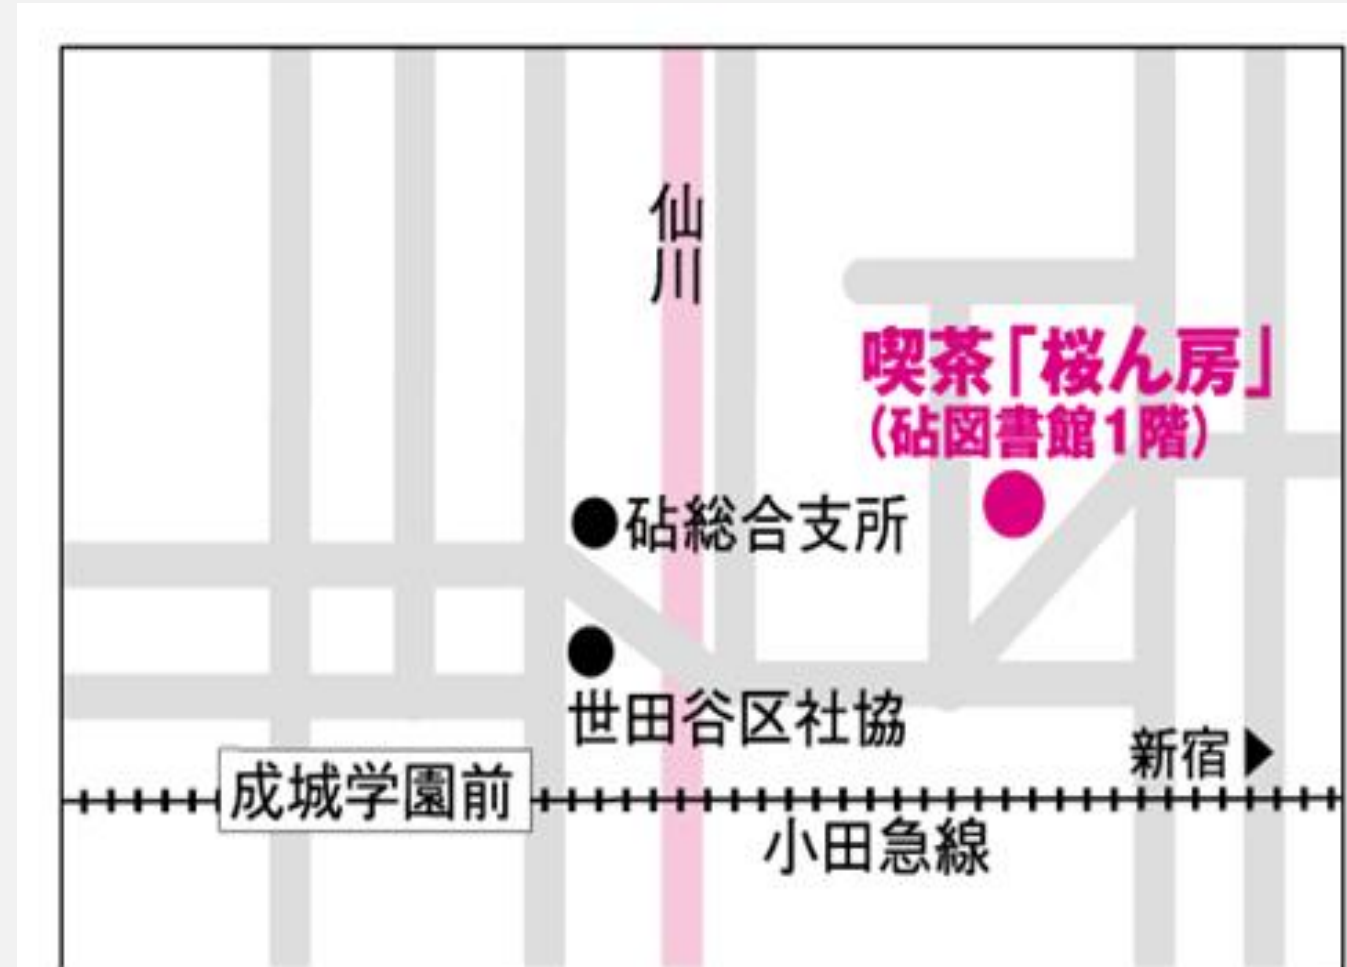 仙川
喫茶「桜ん房」
(砧図書館1階)
砧総合支所
世田谷区社協
新宿
成城学園前
小田急線